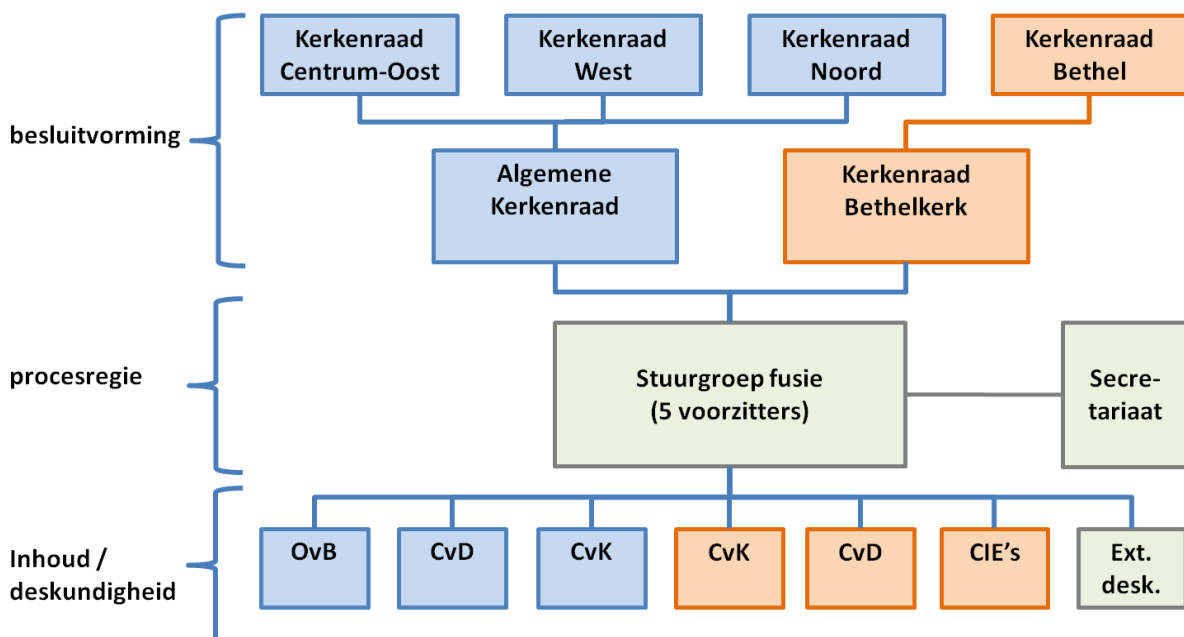 Kerkenraad
Centrum-Oost
Kerkenraad
West
Kerkenraad
Noord
Kerkenraad
Bethel
besluitvorming
Algemene
Kerkenraad
Kerkenraad
Bethelkerk
procesregie
Stuurgroep fusie
(5 voorzitters)
Secre-
tariaat
Inhoud /
deskundigheid
OvB
CvD
CvK
CvK
CvD
CIE's
Ext.
desk.